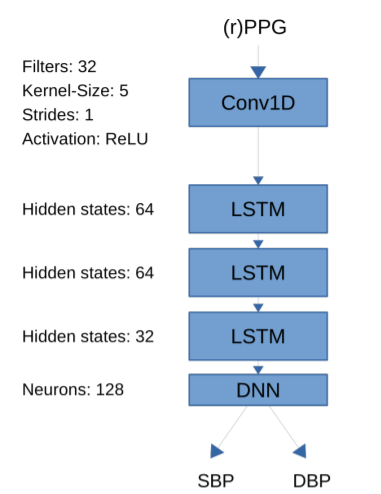 (r)PPG
Filters: 32
Kernel-Size: 5
Strides: 1
Activation: ReLU
Conv1D
Hidden states: 64
LSTM
Hidden states: 64
LSTM
Hidden states: 32
LSTM
Neurons: 128
DNN
SBP
DBP